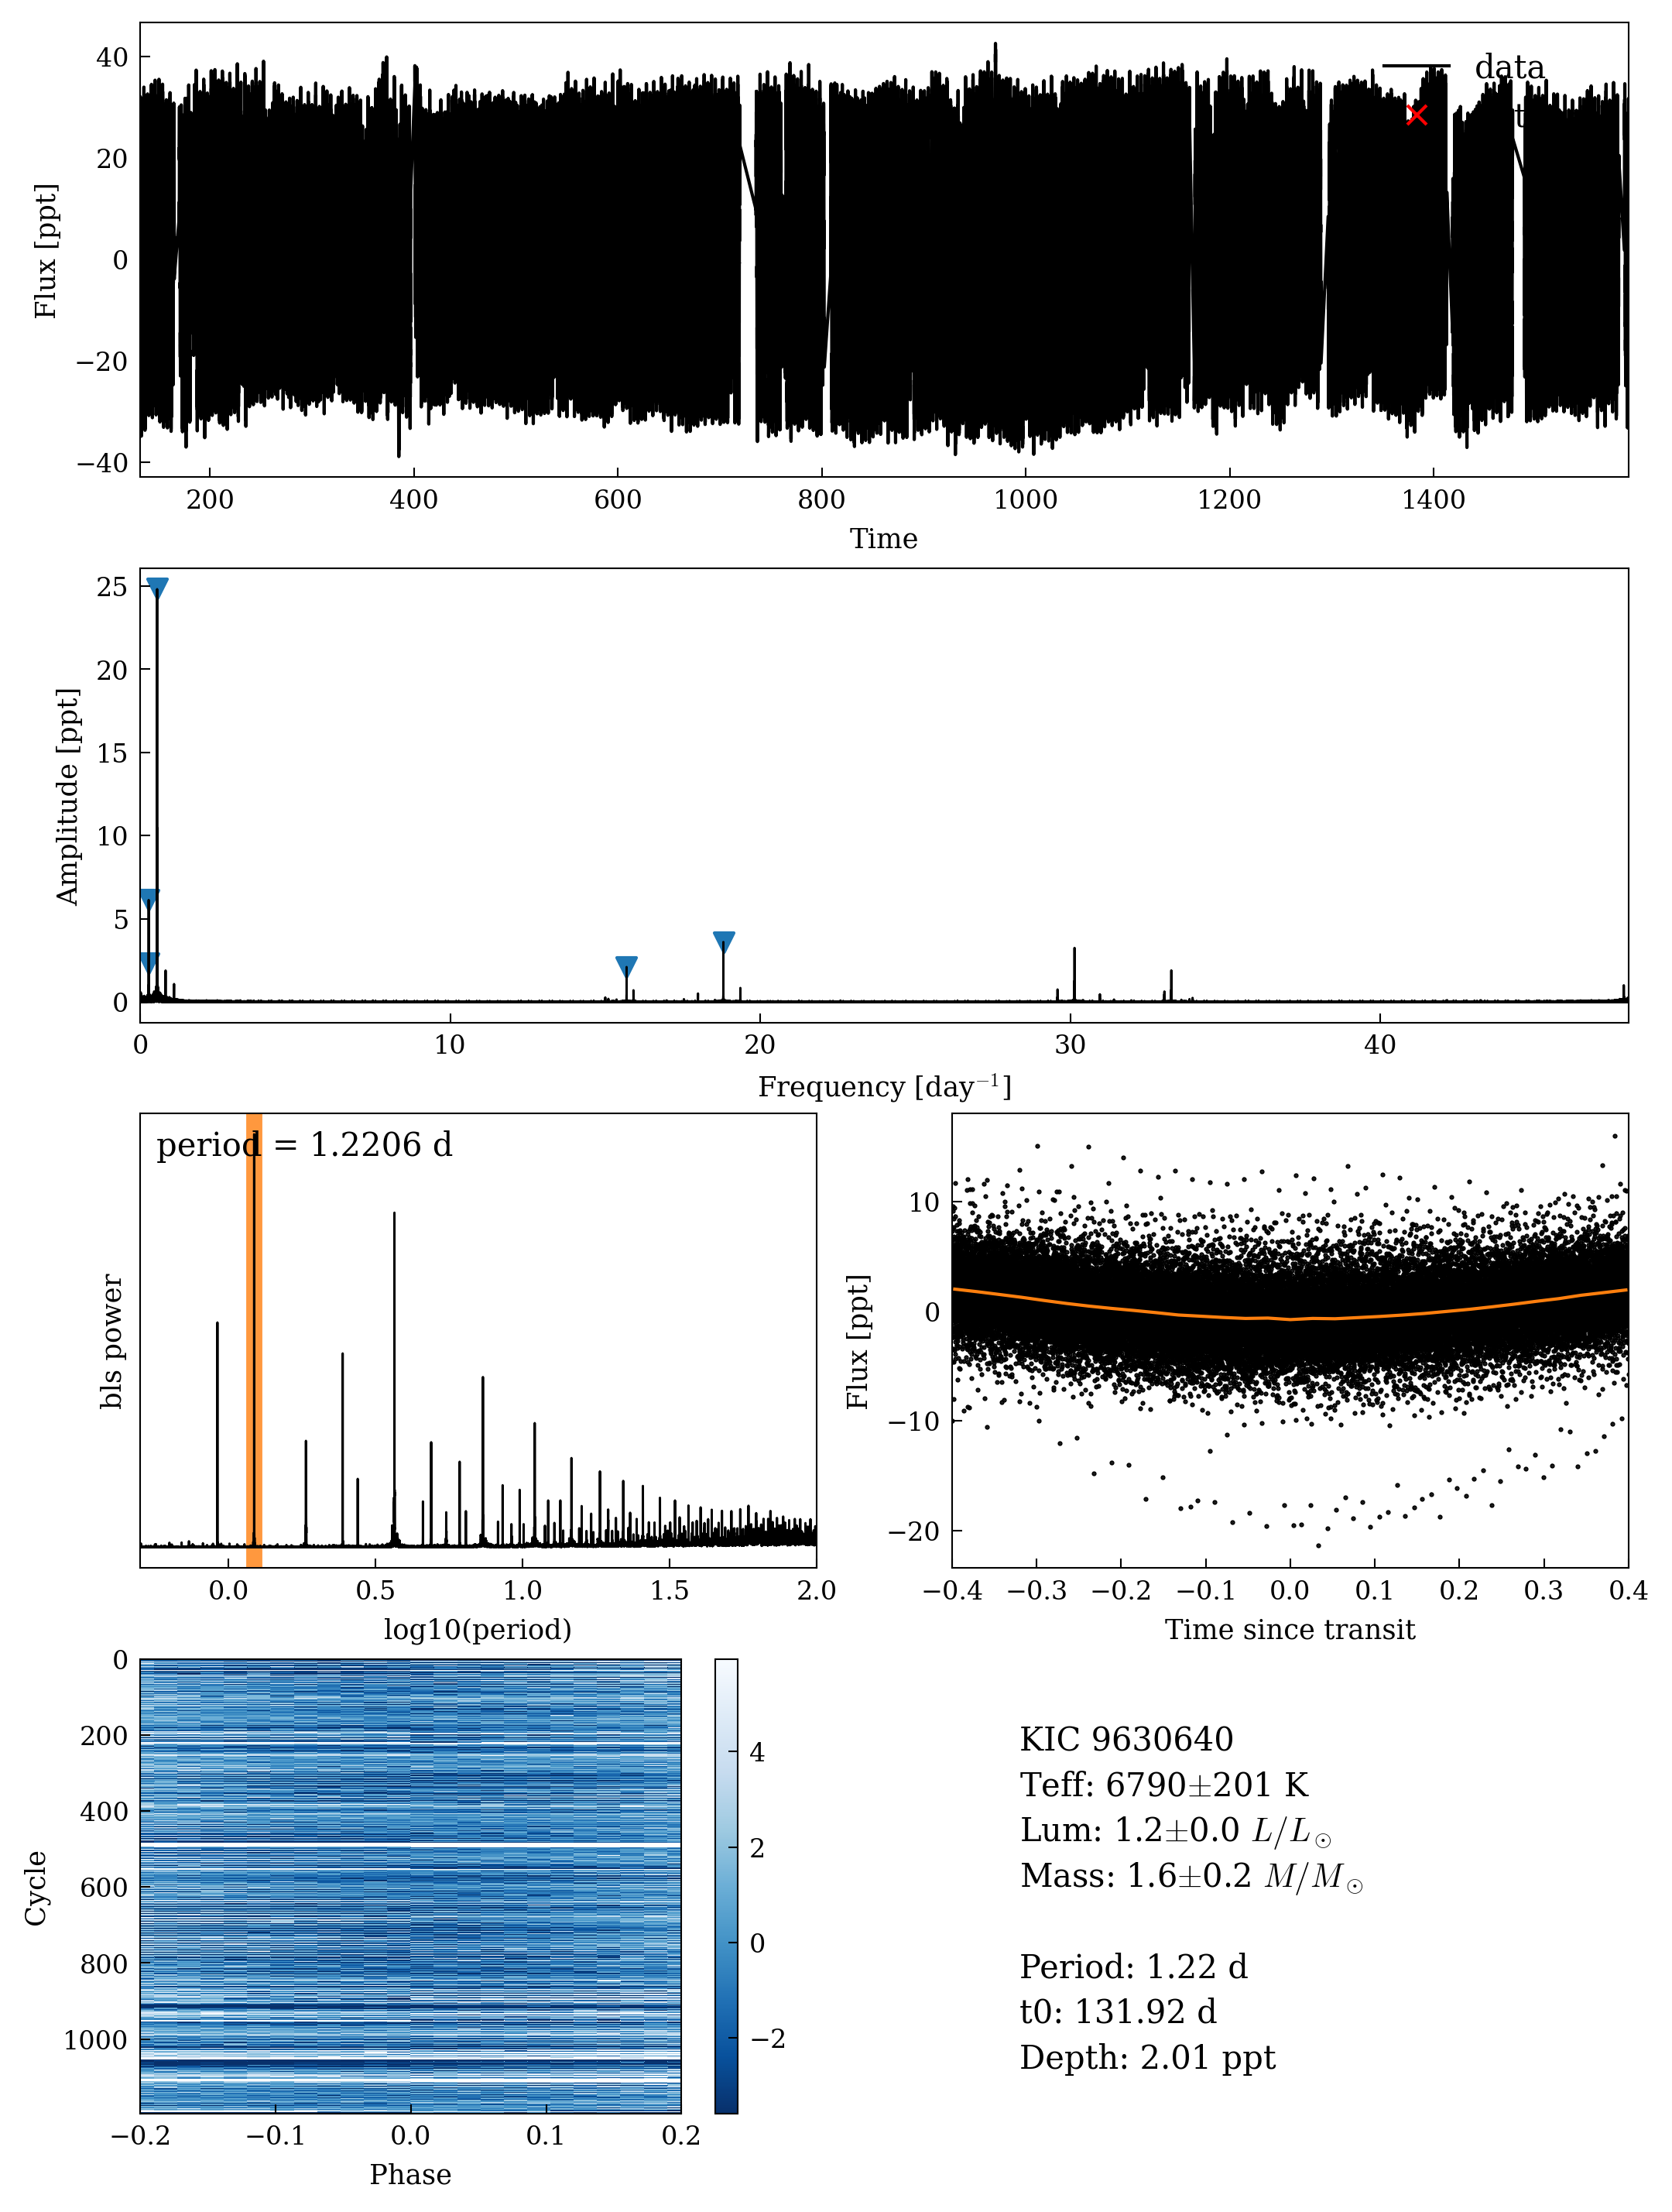 40
20
0
−20
−40
Flux [ppt]
data
200 400 600 800 1000 1200 1400
Time
25
20
15
10
5
0
Amplitude [ppt]
0 10 20 30 40
Frequency [day⁻¹]
period = 1.2206 d
bls power
0.0 0.5 1.0 1.5 2.0
log10(period)
10
0
−10
−20
Flux [ppt]
−0.4 −0.3 −0.2 −0.1 0.0 0.1 0.2 0.3 0.4
Time since transit
0
200
400
600
800
1000
Cycle
−0.2 −0.1 0.0 0.1 0.2
Phase
4
2
0
−2
KIC 9630640
Teff: 6790±201 K
Lum: 1.2±0.0 L/L☉
Mass: 1.6±0.2 M/M☉
Period: 1.22 d
t0: 131.92 d
Depth: 2.01 ppt